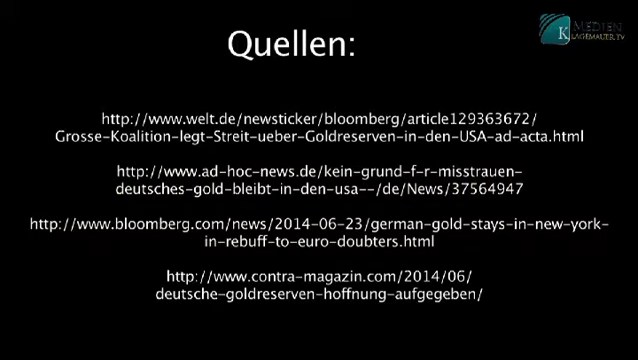 Quellen:
MEDIEN
KLAGEMAUER.TV
http://www.welt.de/newsticker/bloomberg/article129363672/
Grosse-Koalition-legt-Streit-ueber-Goldreserven-in-den-USA-ad-acta.html
http://www.ad-hoc-news.de/kein-grund-f-r-misstrauen-
deutsches-gold-bleibt-in-den-usa--/de/News/37564947
http://www.bloomberg.com/news/2014-06-23/german-gold-stays-in-new-york-
in-rebuff-to-euro-doubters.html
http://www.contra-magazin.com/2014/06/
deutsche-goldreserven-hoffnung-aufgegeben/